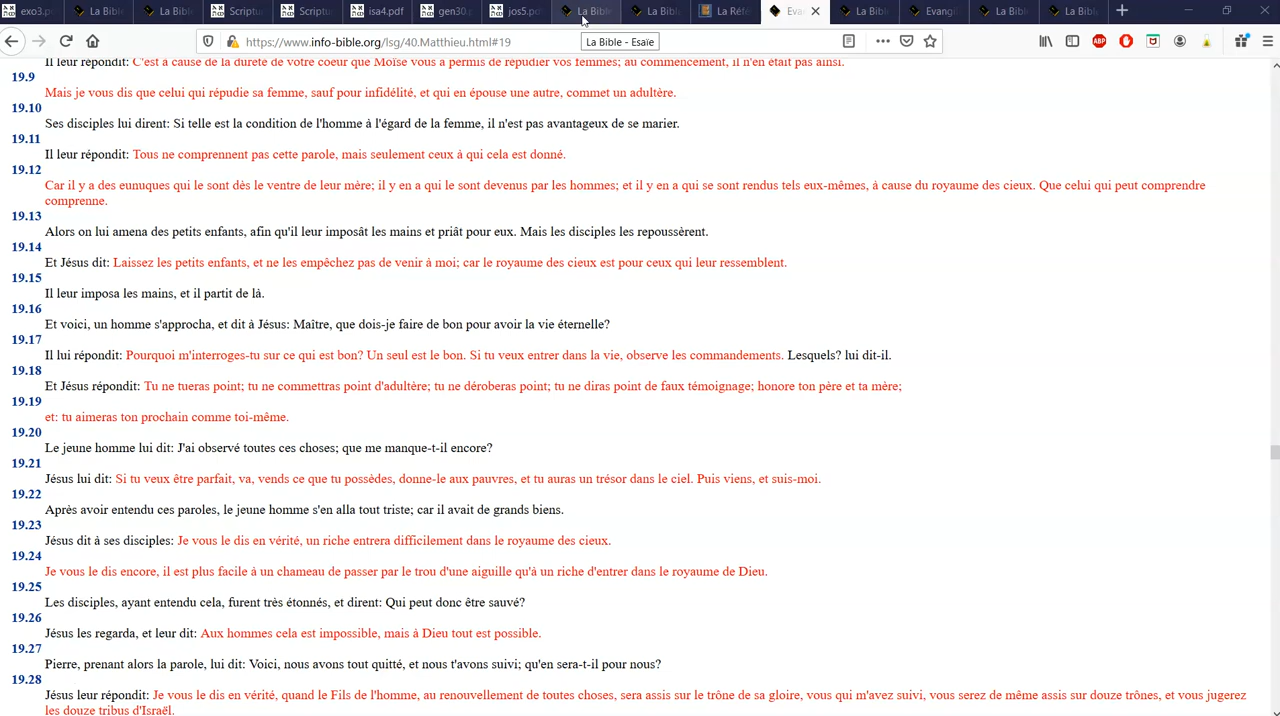 exo3.p
La Bibl
La Bibl
Scriptu
Scriptu
isa4.pdf
gen30.
jos5.pd
La Bible
La Bibl
La Réfé
Evan
La Bibl
Evangi
La Bibl
La Bibl
https://www.info-bible.org/lsg/40.Matthieu.html#19
La Bible - Esaïe
Il leur répondit: C'est à cause de la dureté de votre coeur que Moïse vous a permis de répudier vos femmes; au commencement, il n'en était pas ainsi.
19.9
Mais je vous dis que celui qui répudie sa femme, sauf pour infidélité, et qui en épouse une autre, commet un adultère.
19.10
Ses disciples lui dirent: Si telle est la condition de l'homme à l'égard de la femme, il n'est pas avantageux de se marier.
19.11
Il leur répondit: Tous ne comprennent pas cette parole, mais seulement ceux à qui cela est donné.
19.12
Car il y a des eunuques qui le sont dès le ventre de leur mère; il y en a qui le sont devenus par les hommes; et il y en a qui se sont rendus tels eux-mêmes, à cause du royaume des cieux. Que celui qui peut comprendre
comprenne.
19.13
Alors on lui amena des petits enfants, afin qu'il leur imposât les mains et priât pour eux. Mais les disciples les repoussèrent.
19.14
Et Jésus dit: Laissez les petits enfants, et ne les empêchez pas de venir à moi; car le royaume des cieux est pour ceux qui leur ressemblent.
19.15
Il leur imposa les mains, et il partit de là.
19.16
Et voici, un homme s'approcha, et dit à Jésus: Maître, que dois-je faire de bon pour avoir la vie éternelle?
19.17
Il lui répondit: Pourquoi m'interroges-tu sur ce qui est bon? Un seul est le bon. Si tu veux entrer dans la vie, observe les commandements. Lesquels? lui dit-il.
19.18
Et Jésus répondit: Tu ne tueras point; tu ne commettras point d'adultère; tu ne déroberas point; tu ne diras point de faux témoignage; honore ton père et ta mère;
19.19
et: tu aimeras ton prochain comme toi-même.
19.20
Le jeune homme lui dit: J'ai observé toutes ces choses; que me manque-t-il encore?
19.21
Jésus lui dit: Si tu veux être parfait, va, vends ce que tu possèdes, donne-le aux pauvres, et tu auras un trésor dans le ciel. Puis viens, et suis-moi.
19.22
Après avoir entendu ces paroles, le jeune homme s'en alla tout triste; car il avait de grands biens.
19.23
Jésus dit à ses disciples: Je vous le dis en vérité, un riche entrera difficilement dans le royaume des cieux.
19.24
Je vous le dis encore, il est plus facile à un chameau de passer par le trou d'une aiguille qu'à un riche d'entrer dans le royaume de Dieu.
19.25
Les disciples, ayant entendu cela, furent très étonnés, et dirent: Qui peut donc être sauvé?
19.26
Jésus les regarda, et leur dit: Aux hommes cela est impossible, mais à Dieu tout est possible.
19.27
Pierre, prenant alors la parole, lui dit: Voici, nous avons tout quitté, et nous t'avons suivi; qu'en sera-t-il pour nous?
19.28
Jésus leur répondit: Je vous le dis en vérité, quand le Fils de l'homme, au renouvellement de toutes choses, sera assis sur le trône de sa gloire, vous qui m'avez suivi, vous serez de même assis sur douze trônes, et vous jugerez
les douze tribus d'Israël.